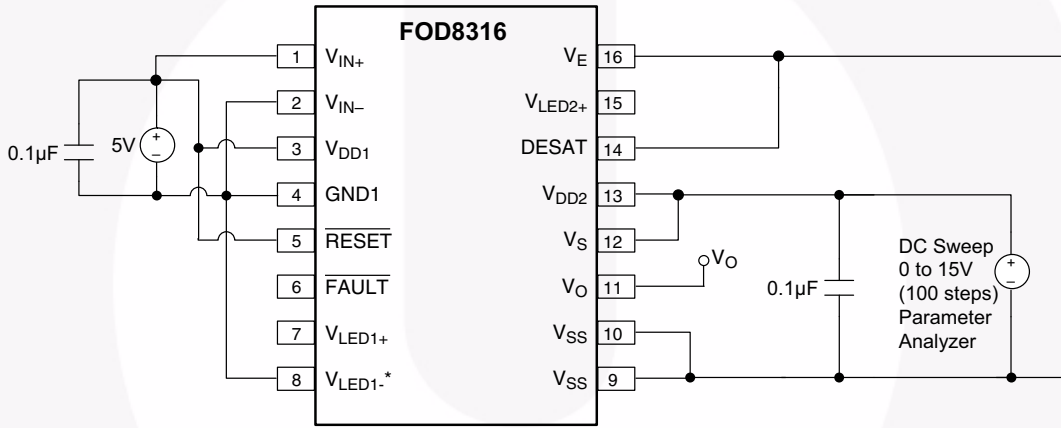 FOD8316
1 V_IN+
2 V_IN–
3 V_DD1
4 GND1
5 R̅E̅S̅E̅T̅
6 F̅A̅U̅L̅T̅
7 V_LED1+
8 V_LED1-*
0.1µF
5V
+
–
V_E 16
V_LED2+ 15
DESAT 14
V_DD2 13
V_S 12
V_O 11
V_SS 10
V_SS 9
V_O
0.1µF
DC Sweep
0 to 15V
(100 steps)
Parameter
Analyzer
+
–